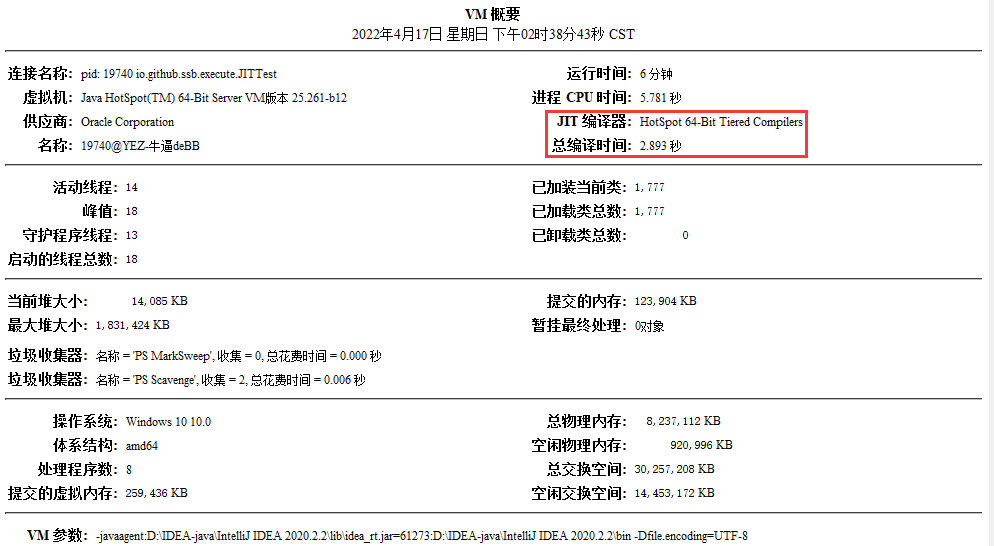 VM 概要
2022年4月17日 星期日 下午02时38分43秒 CST
连接名称: pid: 19740 io.github.ssb.execute.JITTest 运行时间: 6 分钟
虚拟机: Java HotSpot(TM) 64-Bit Server VM版本 25.261-b12 进程 CPU 时间: 5.781 秒
供应商: Oracle Corporation JIT 编译器: HotSpot 64-Bit Tiered Compilers
名称: 19740@YEZ-牛逼deBB 总编译时间: 2.893 秒
活动线程: 14 已加装当前类: 1,777
峰值: 18 已加载类总数: 1,777
守护程序线程: 13 已卸载类总数: 0
启动的线程总数: 18
当前堆大小: 14,085 KB 提交的内存: 123,904 KB
最大堆大小: 1,831,424 KB 暂挂最终处理: 0对象
垃圾收集器: 名称 = 'PS MarkSweep', 收集 = 0, 总花费时间 = 0.000 秒
垃圾收集器: 名称 = 'PS Scavenge', 收集 = 2, 总花费时间 = 0.006 秒
操作系统: Windows 10 10.0 总物理内存: 8,237,112 KB
体系结构: amd64 空闲物理内存: 920,996 KB
处理程序数: 8 总交换空间: 30,257,208 KB
提交的虚拟内存: 259,436 KB 空闲交换空间: 14,453,172 KB
VM 参数: -javaagent:D:\IDEA-java\IntelliJ IDEA 2020.2.2\lib\idea_rt.jar=61273:D:\IDEA-java\IntelliJ IDEA 2020.2.2\bin -Dfile.encoding=UTF-8